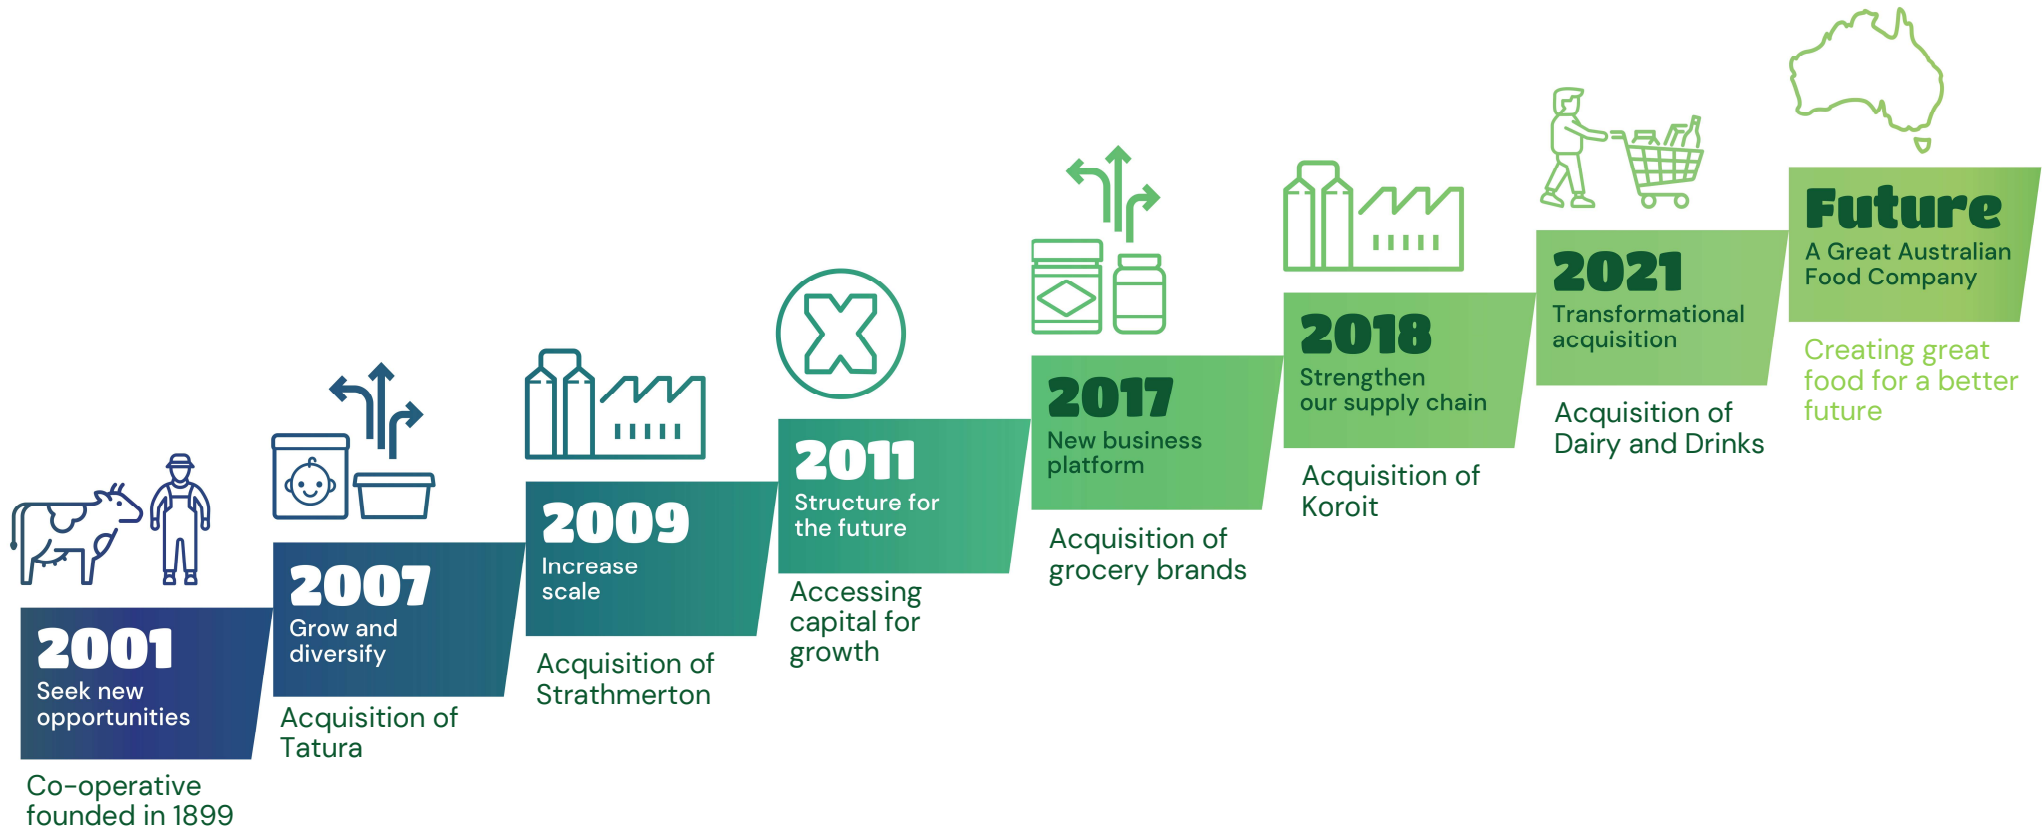 2001
Seek new
opportunities
Co-operative
founded in 1899
2007
Grow and
diversify
Acquisition of
Tatura
2009
Increase
scale
Acquisition of
Strathmerton
2011
Structure for
the future
Accessing
capital for
growth
2017
New business
platform
Acquisition of
grocery brands
2018
Strengthen
our supply chain
Acquisition of
Koroit
2021
Transformational
acquisition
Acquisition of
Dairy and Drinks
Future
A Great Australian
Food Company
Creating great
food for a better
future